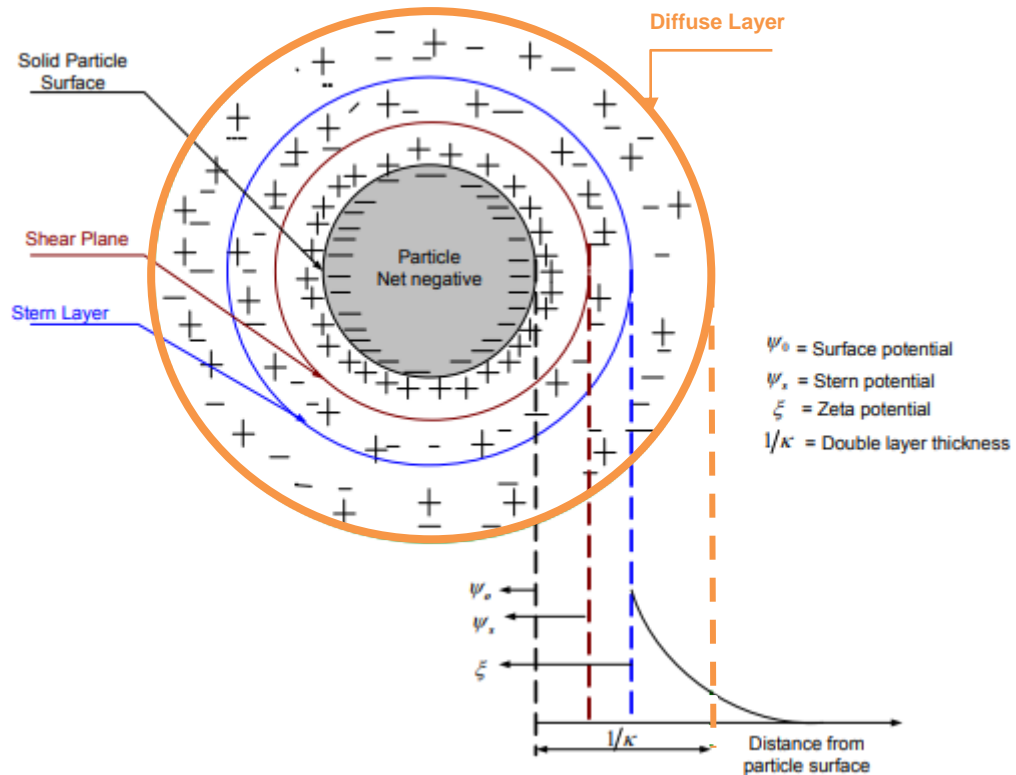 Diffuse Layer
Solid Particle
Surface
Particle
Net negative
Shear Plane
Stern Layer
ψ₀ = Surface potential
ψₛ = Stern potential
ξ = Zeta potential
1/κ = Double layer thickness
ψₒ
ψₛ
ξ
1/κ
Distance from
particle surface